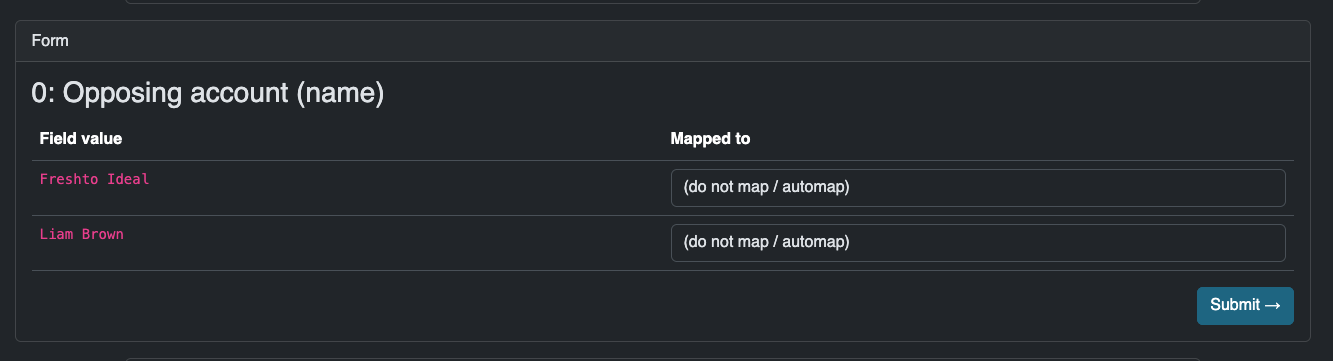 Form
0: Opposing account (name)
Field value Mapped to
Freshto Ideal (do not map / automap)
Liam Brown (do not map / automap)
Submit →